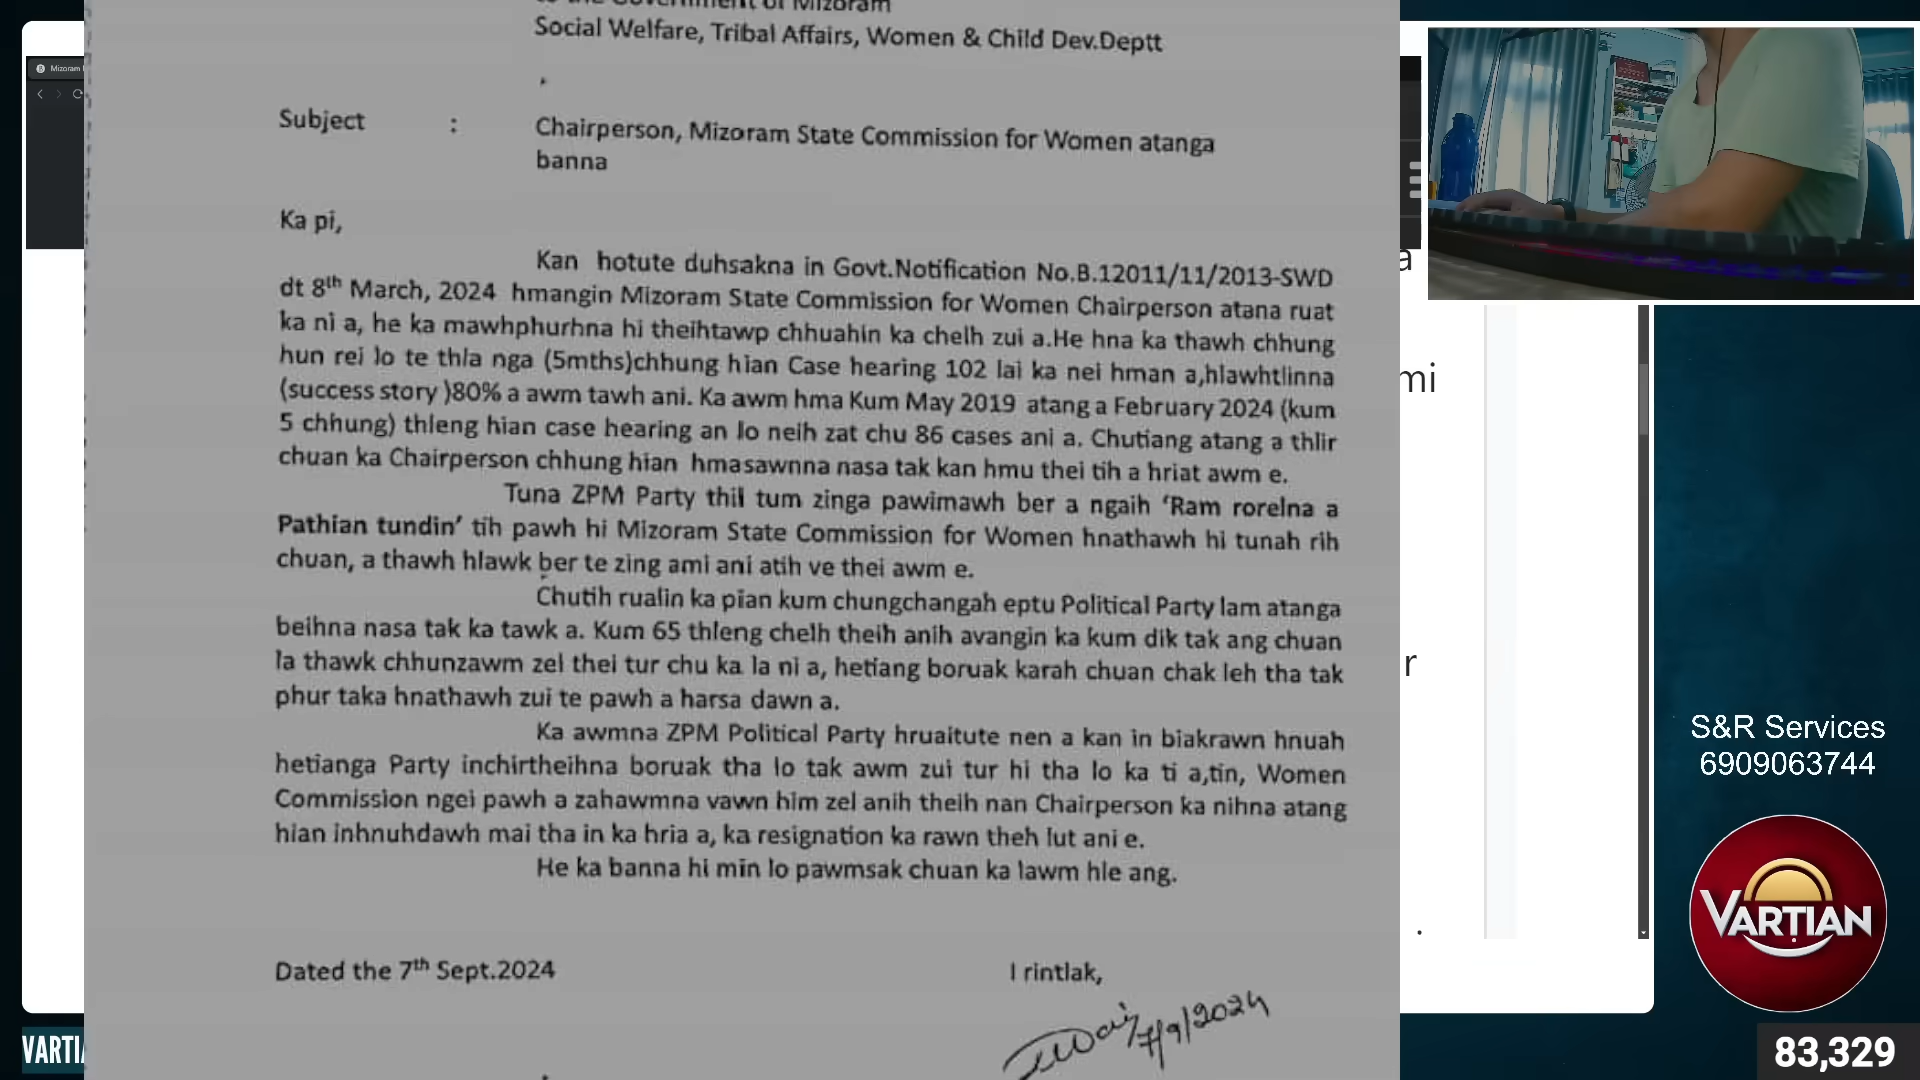 to the Government of Mizoram
Social Welfare, Tribal Affairs, Women & Child Dev.Deptt
Subject : Chairperson, Mizoram State Commission for Women atanga
banna
Ka pi,
Kan hotute duhsakna in Govt.Notification No.B.12011/11/2013-SWD
dt 8th March, 2024 hmangin Mizoram State Commission for Women Chairperson atana ruat
ka ni a, he ka mawhphurhna hi theihtawp chhuahin ka chelh zui a.He hna ka thawh chhung
hun rei lo te thla nga (5mths)chhung hian Case hearing 102 lai ka nei hman a,hlawhtlinna
(success story )80% a awm tawh ani. Ka awm hma Kum May 2019 atang a February 2024 (kum
5 chhung) thleng hian case hearing an lo neih zat chu 86 cases ani a. Chutiang atang a thlir
chuan ka Chairperson chhung hian hmasawnna nasa tak kan hmu thei tih a hriat awm e.
Tuna ZPM Party thil tum zinga pawimawh ber a ngaih ‘Ram rorelna a
Pathian tundin’ tih pawh hi Mizoram State Commission for Women hnathawh hi tunah rih
chuan, a thawh hlawk ber te zing ami ani atih ve thei awm e.
Chutih rualin ka pian kum chungchangah eptu Political Party lam atanga
beihna nasa tak ka tawk a. Kum 65 thleng chelh theih anih avangin ka kum dik tak ang chuan
la thawk chhunzawm zel thei tur chu ka la ni a, hetiang boruak karah chuan chak leh tha tak
phur taka hnathawh zui te pawh a harsa dawn a.
Ka awmna ZPM Political Party hruaitute nen a kan in biakrawn hnuah
hetianga Party inchirtheihna boruak tha lo tak awm zui tur hi tha lo ka ti a,tin, Women
Commission ngei pawh a zahawmna vawn him zel anih theih nan Chairperson ka nihna atang
hian inhnuhdawh mai tha in ka hria a, ka resignation ka rawn theh lut ani e.
He ka banna hi min lo pawmsak chuan ka lawm hle ang.
Dated the 7th Sept.2024 I rintlak,
7/9/2024
Mizoram
a
mi
r
S&R Services
6909063744
VARTIAN
VARTIA
83,329